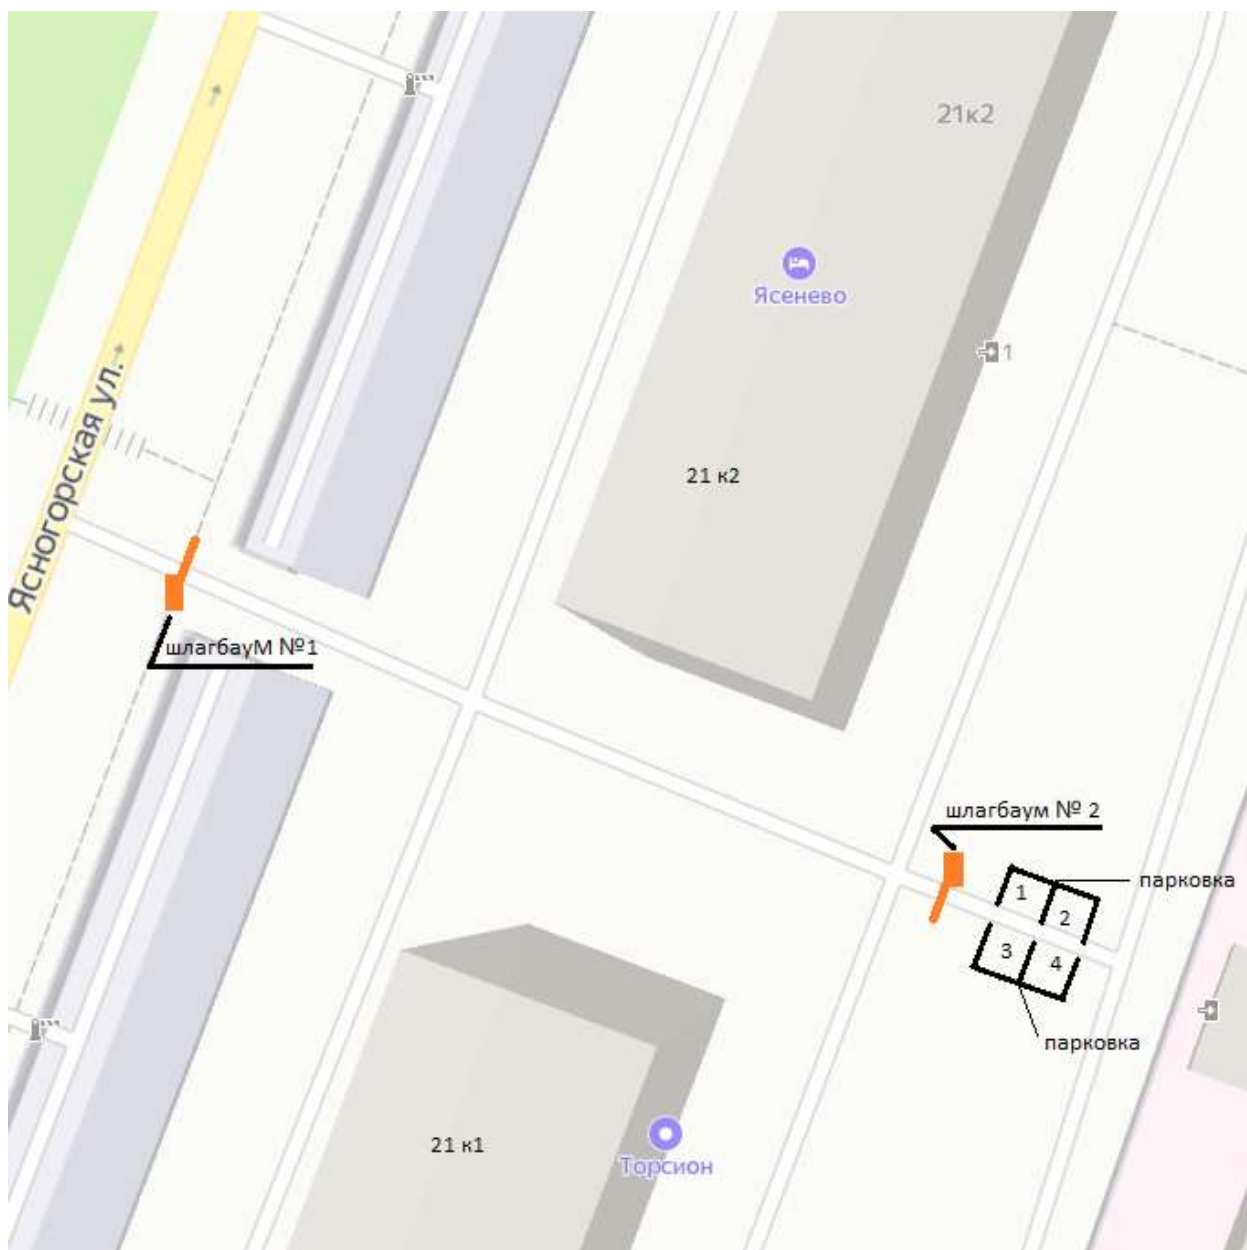 21к2
Ясенево
1
Ясногорская ул.
21 к2
шлагбауМ №1
шлагбаум № 2
парковка
1
2
3
4
парковка
21 к1
Торсион